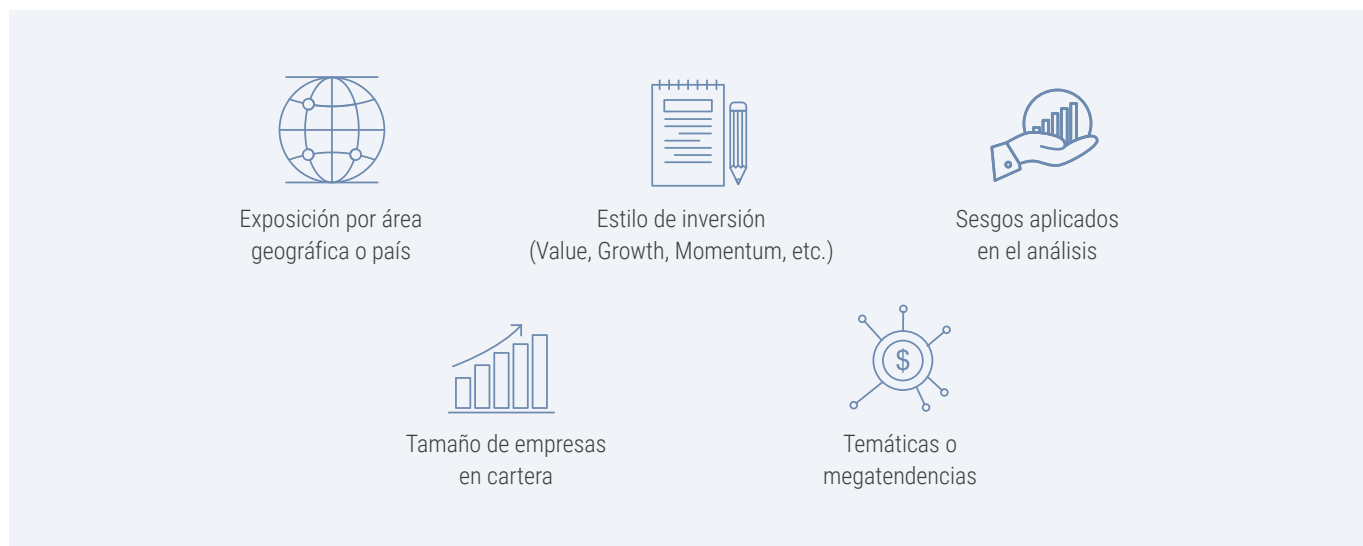 Exposición por área
geográfica o país
Estilo de inversión
(Value, Growth, Momentum, etc.)
Sesgos aplicados
en el análisis
Tamaño de empresas
en cartera
$
Temáticas o
megatendencias